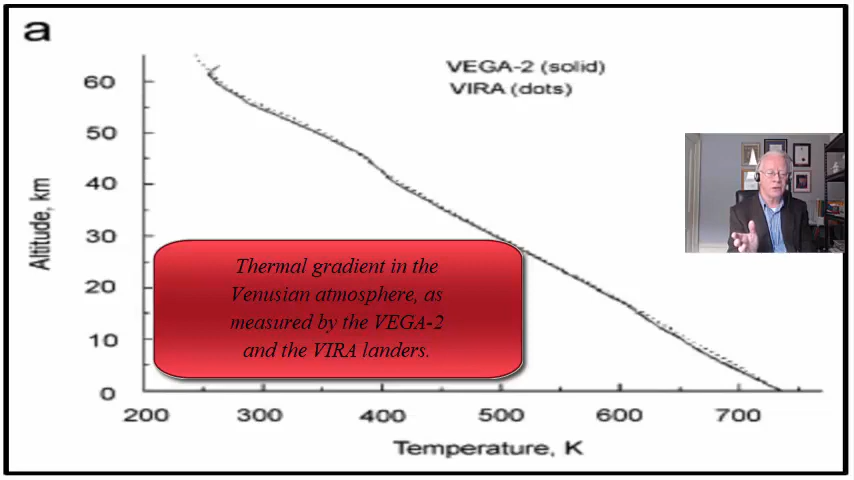 a
VEGA-2 (solid)
VIRA (dots)
Altitude, km
60
50
40
30
20
10
0
Thermal gradient in the
Venusian atmosphere, as
measured by the VEGA-2
and the VIRA landers.
200 300 400 500 600 700
Temperature, K